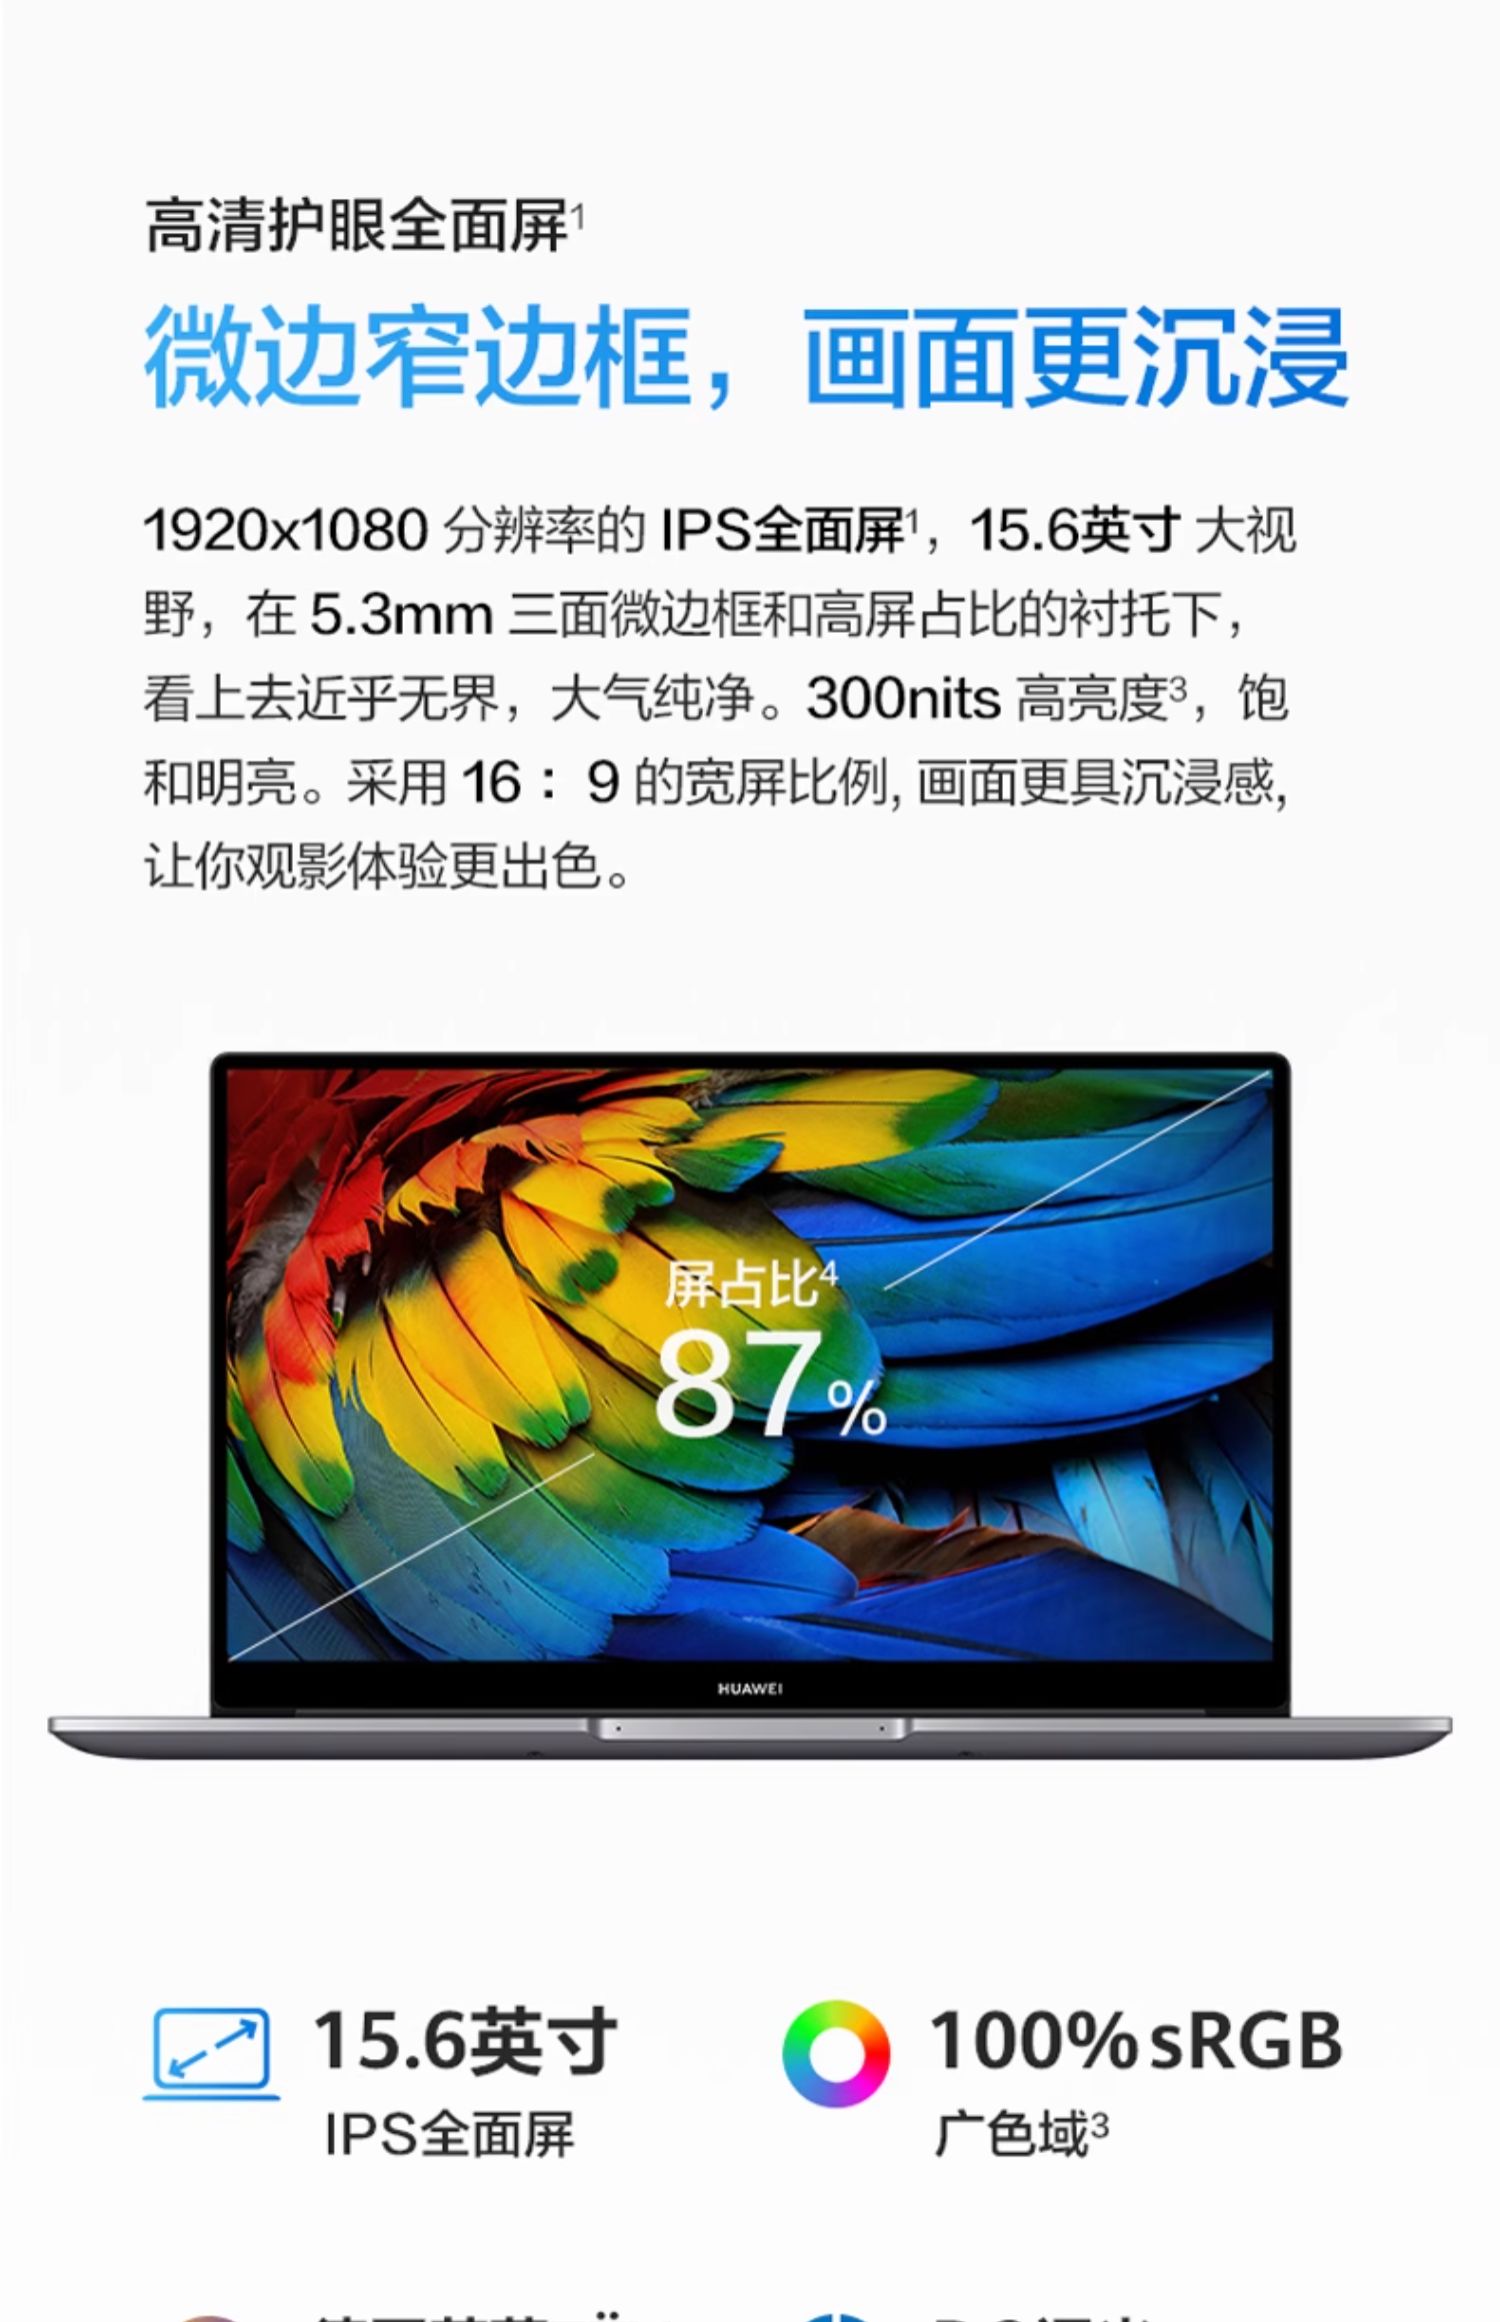 高清护眼全面屏1
微边窄边框，画面更沉浸
1920x1080 分辨率的 IPS全面屏1，15.6英寸 大视
野，在 5.3mm 三面微边框和高屏占比的衬托下，
看上去近乎无界，大气纯净。300nits 高亮度3，饱
和明亮。采用 16：9 的宽屏比例, 画面更具沉浸感,
让你观影体验更出色。
屏占比4
87%
HUAWEI
15.6英寸
IPS全面屏
100% sRGB
广色域3